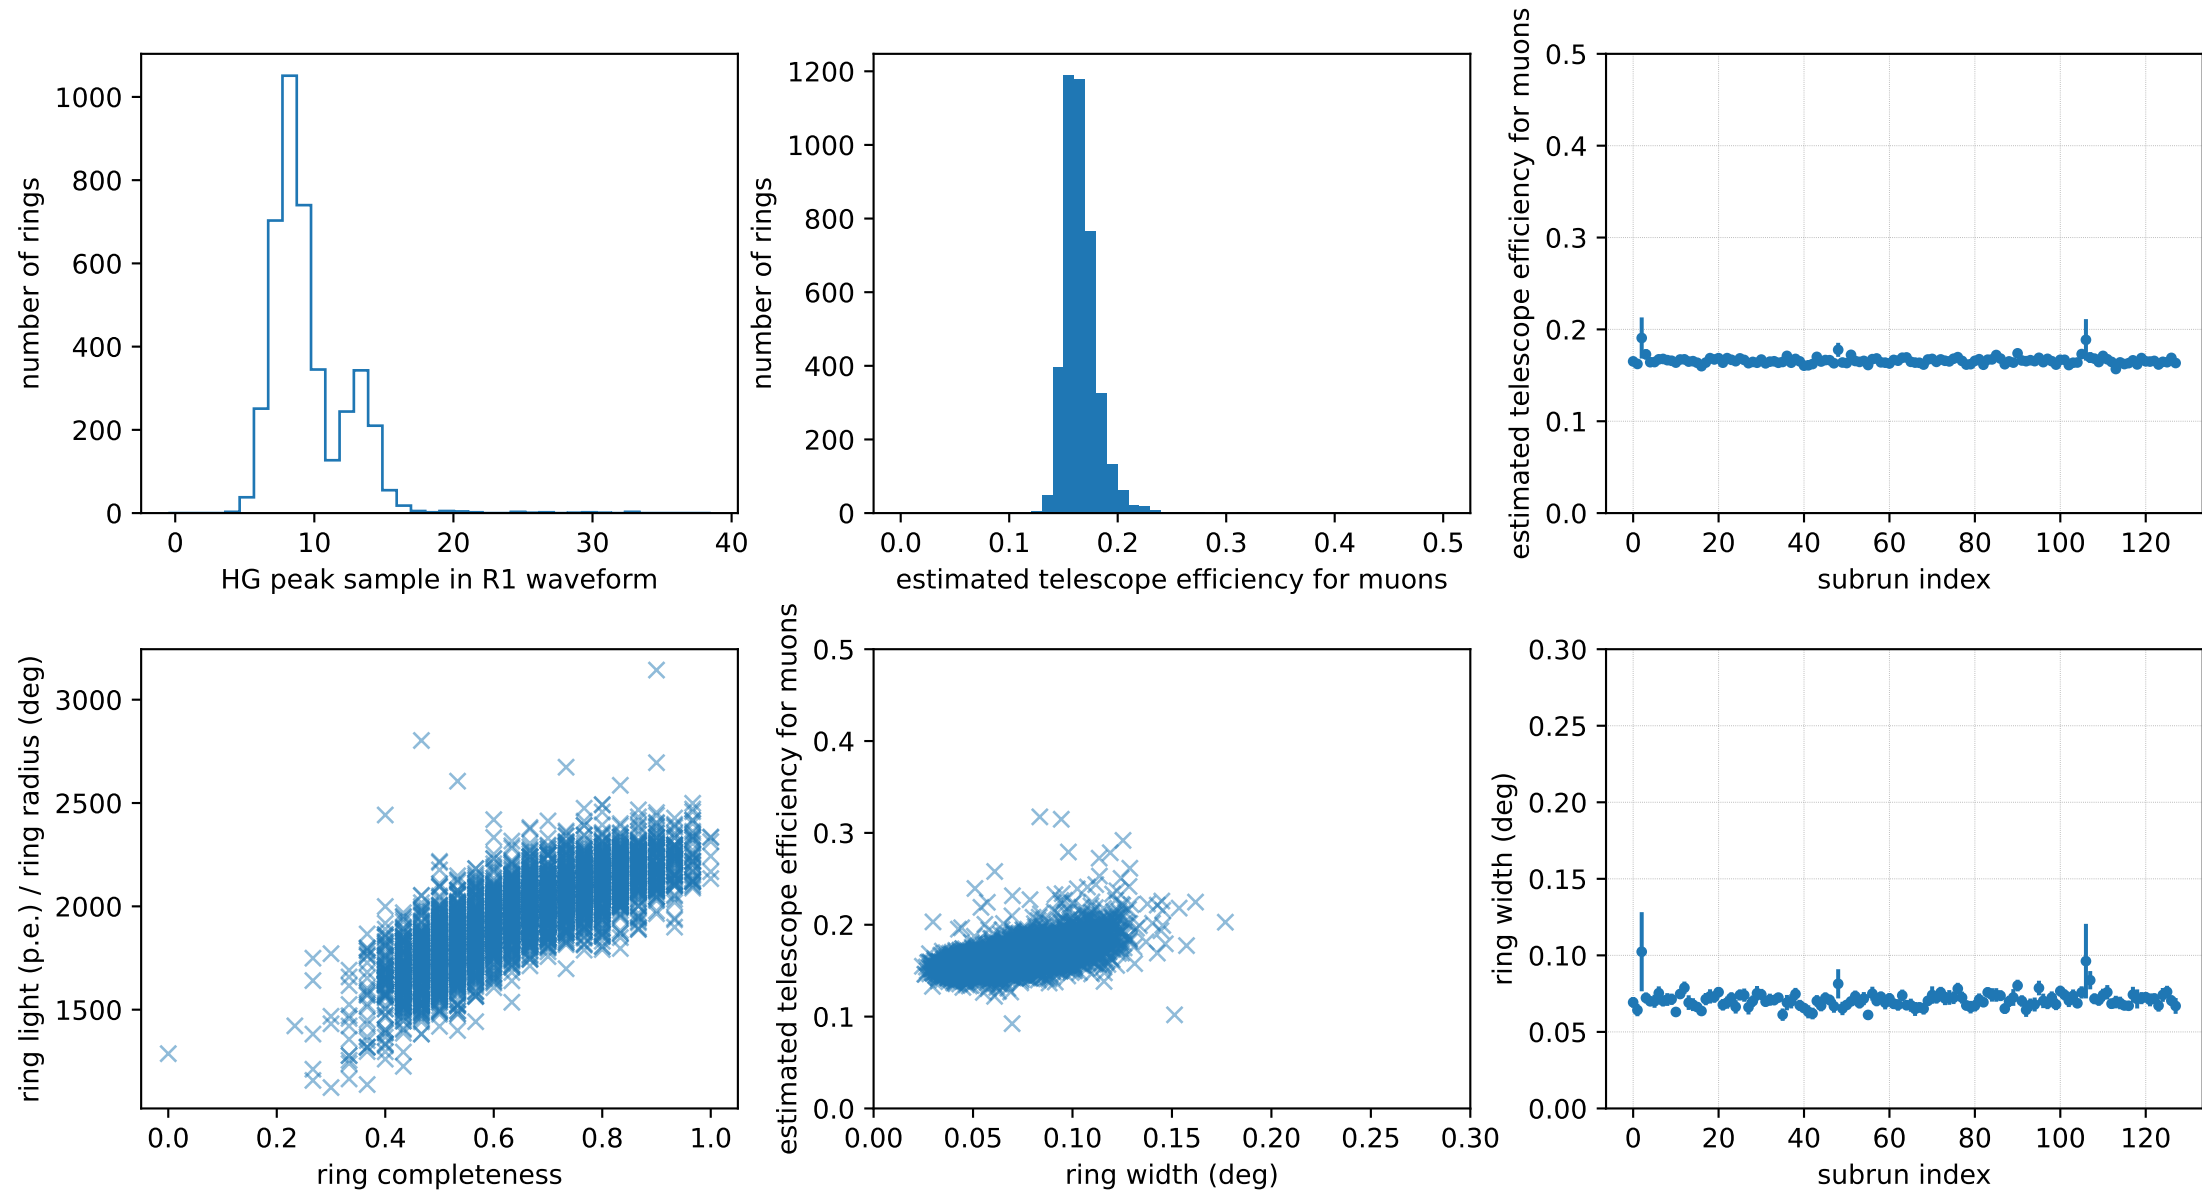 number of rings
1000
800
600
400
200
0
0 10 20 30 40
HG peak sample in R1 waveform
number of rings
1200
1000
800
600
400
200
0
0.0 0.1 0.2 0.3 0.4 0.5
estimated telescope efficiency for muons
estimated telescope efficiency for muons
0.5
0.4
0.3
0.2
0.1
0.0
0 20 40 60 80 100 120
subrun index
ring light (p.e.) / ring radius (deg)
3000
2500
2000
1500
0.0 0.2 0.4 0.6 0.8 1.0
ring completeness
estimated telescope efficiency for muons
0.5
0.4
0.3
0.2
0.1
0.0
0.00 0.05 0.10 0.15 0.20 0.25 0.30
ring width (deg)
ring width (deg)
0.30
0.25
0.20
0.15
0.10
0.05
0.00
0 20 40 60 80 100 120
subrun index